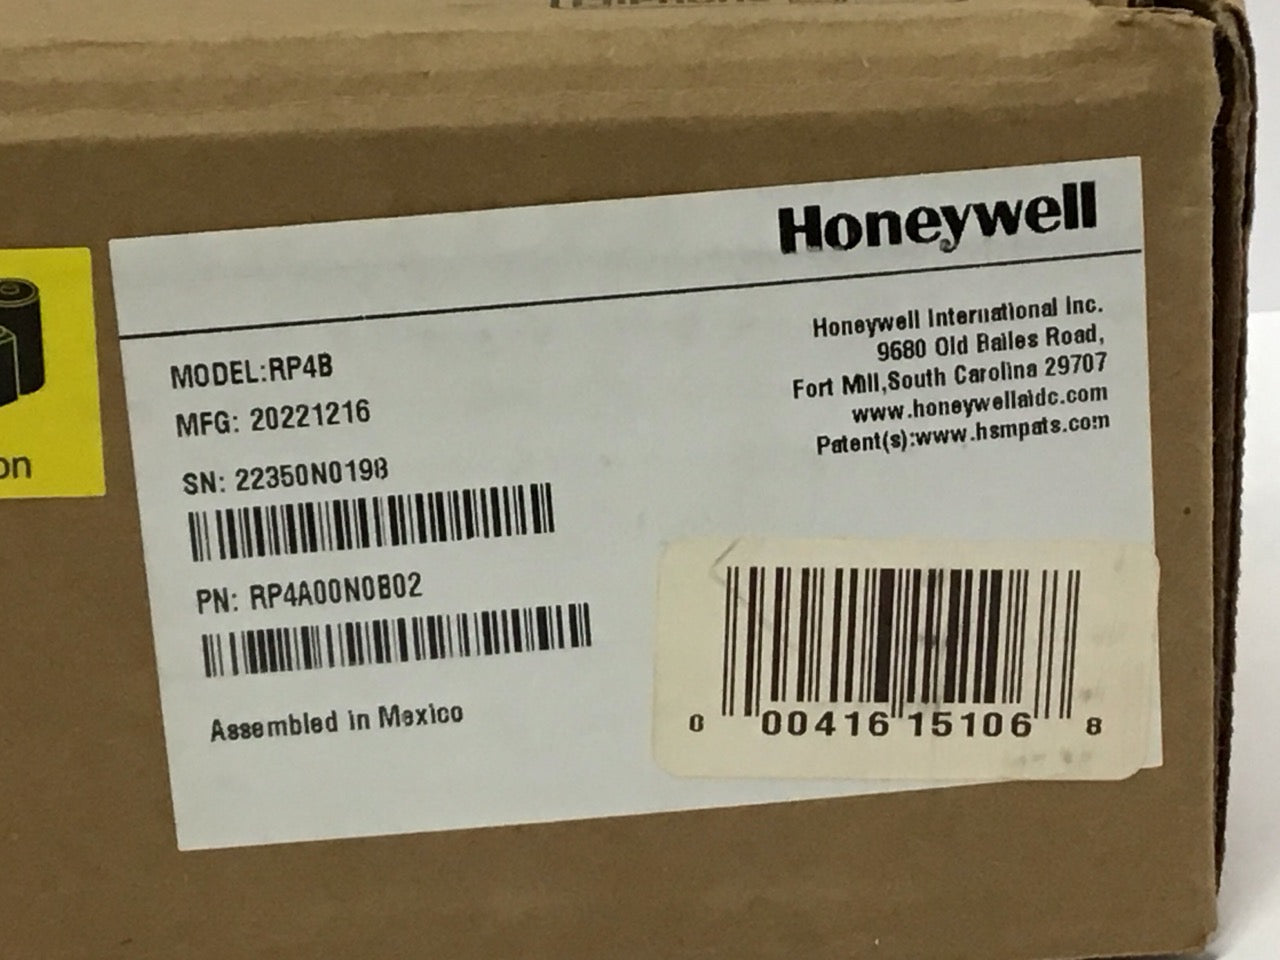 on
Honeywell
MODEL:RP4B
MFG: 20221216
SN: 22350N0198
PN: RP4A00N0B02
Assembled in Mexico
Honeywell International Inc.
9680 Old Bailes Road,
Fort Mill,South Carolina 29707
www.honeywellaidc.com
Patent(s):www.hsmpats.com
0 00416 15106 8